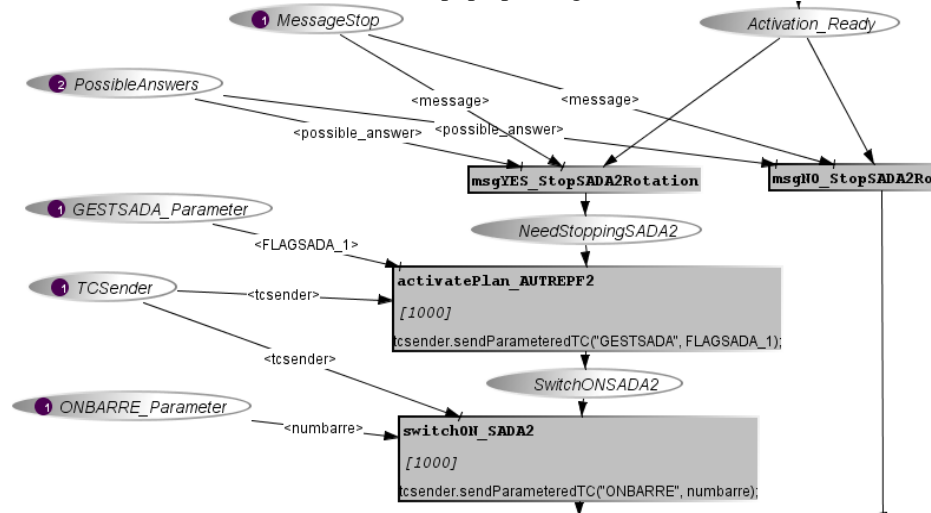 1 MessageStop
Activation_Ready
2 PossibleAnswers
<message>
<message>
<possible_answer>
<possible_answer>
msgYES_StopSADA2Rotation
msgNO_StopSADA2Ro
1 GESTSADA_Parameter
NeedStoppingSADA2
<FLAGSADA_1>
activatePlan_AUTREPF2
1 TCSender
<tcsender>
[1000]
tcsender.sendParameteredTC("GESTSADA", FLAGSADA_1);
<tcsender>
SwitchONSADA2
1 ONBARRE_Parameter
<numbarre>
switchON_SADA2
[1000]
tcsender.sendParameteredTC("ONBARRE", numbarre);